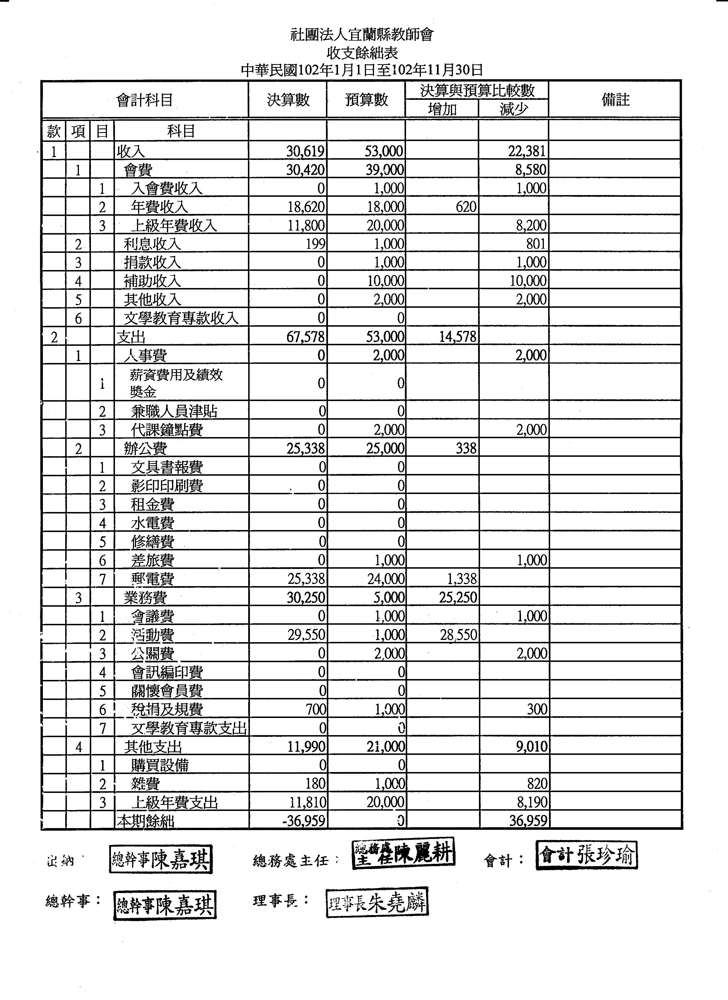 社團法人宜蘭縣教師會
收支餘絀表
中華民國102年1月1日至102年11月30日
會計科目 決算數 預算數 決算與預算比較數 備註
增加 減少
款 項 目 科目
1 收入 30,619 53,000 22,381
1 會費 30,420 39,000 8,580
1 入會費收入 0 1,000 1,000
2 年費收入 18,620 18,000 620
3 上級年費收入 11,800 20,000 8,200
2 利息收入 199 1,000 801
3 捐款收入 0 1,000 1,000
4 補助收入 0 10,000 10,000
5 其他收入 0 2,000 2,000
6 文學教育專款收入 0 0
2 支出 67,578 53,000 14,578
1 人事費 0 2,000 2,000
1 薪資費用及績效
獎金 0 0
2 兼職人員津貼 0 0
3 代課鐘點費 0 2,000 2,000
2 辦公費 25,338 25,000 338
1 文具書報費 0 0
2 影印印刷費 0 0
3 租金費 0 0
4 水電費 0 0
5 修繕費 0 0
6 差旅費 0 1,000 1,000
7 郵電費 25,338 24,000 1,338
3 業務費 30,250 5,000 25,250
1 會議費 0 1,000 1,000
2 活動費 29,550 1,000 28,550
3 公關費 0 2,000 2,000
4 會訊編印費 0 0
5 關懷會員費 0 0
6 稅捐及規費 700 1,000 300
7 文學教育專款支出 0 0
4 其他支出 11,990 21,000 9,010
1 購買設備 0 0
2 雜費 180 1,000 820
3 上級年費支出 11,810 20,000 8,190
本期餘絀 -36,959 0 36,959
出納 總幹事陳嘉琪 總務處主任： 總務處主任陳麗耕 會計： 會計張珍瑜
總幹事： 總幹事陳嘉琪 理事長： 理事長朱堯麟